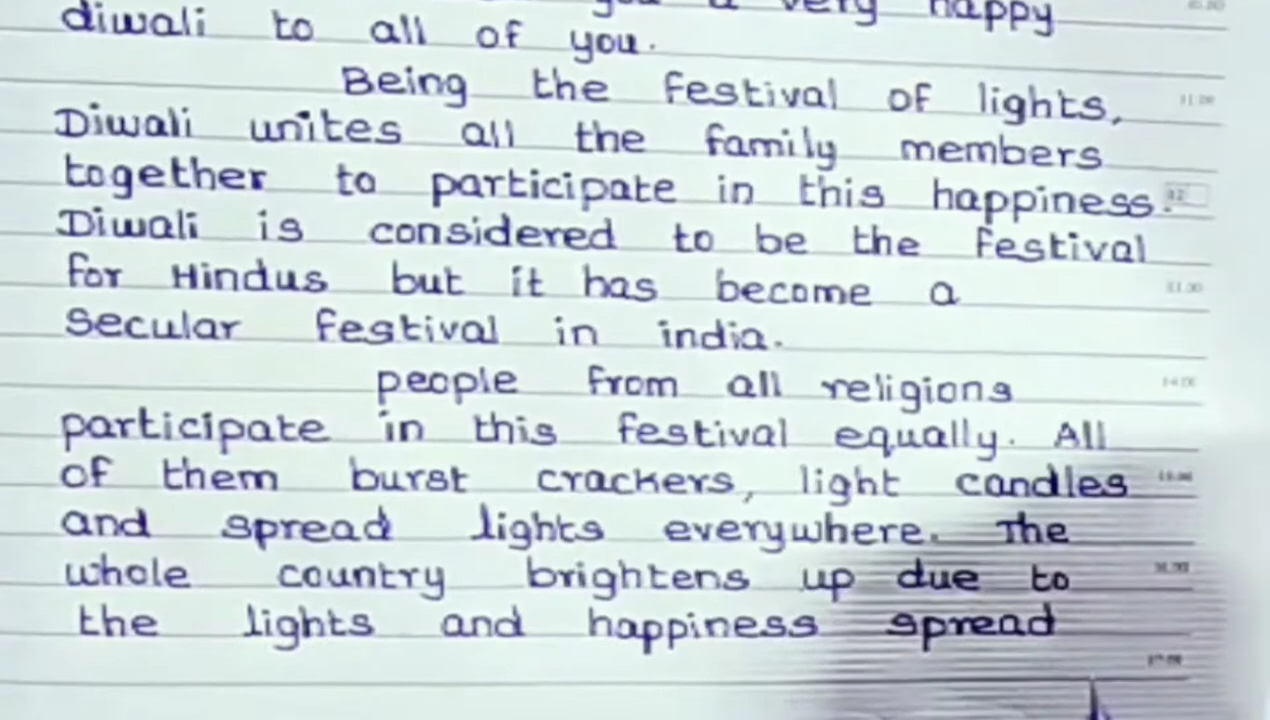 you a very happy
diwali to all of you.
Being the festival of lights,
Diwali unites all the family members
together to participate in this happiness.
Diwali is considered to be the festival
for Hindus but it has become a
secular festival in india.
people from all religions
participate in this festival equally. All
of them burst crackers, light candles
and spread lights everywhere. The
whole country brightens up due to
the lights and happiness spread